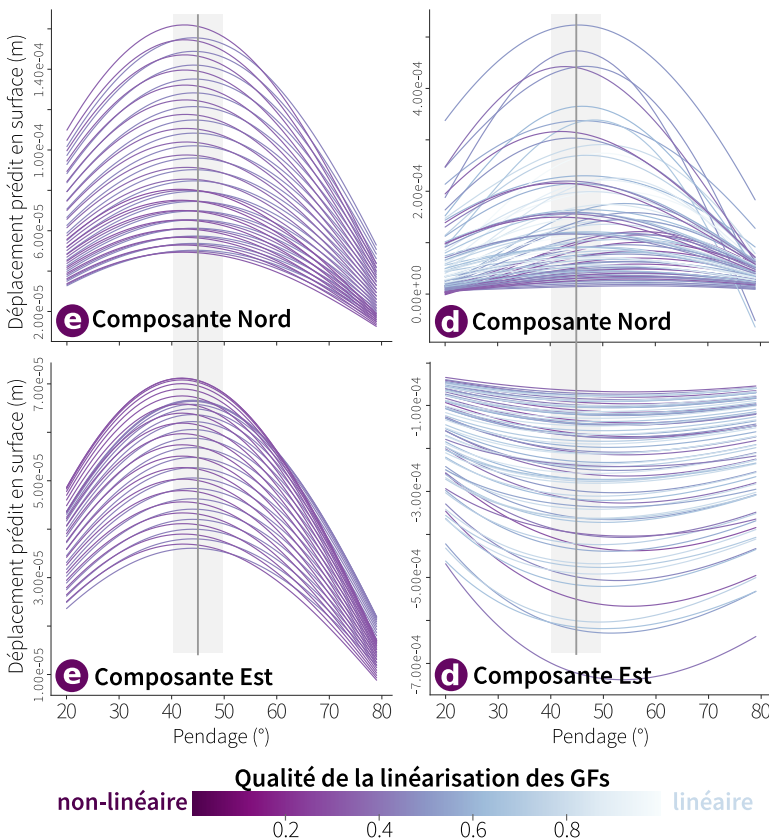 Déplacement prédit en surface (m)
1.40e-04
1.00e-04
6.00e-05
2.00e-05
e Composante Nord
4.00e-04
2.00e-04
0.00e+00
d Composante Nord
Déplacement prédit en surface (m)
7.00e-05
5.00e-05
3.00e-05
1.00e-05
e Composante Est
-1.00e-04
-3.00e-04
-5.00e-04
-7.00e-04
d Composante Est
20 30 40 50 60 70 80
20 30 40 50 60 70 80
Pendage (°)
Pendage (°)
Qualité de la linéarisation des GFs
non-linéaire
linéaire
0.2 0.4 0.6 0.8